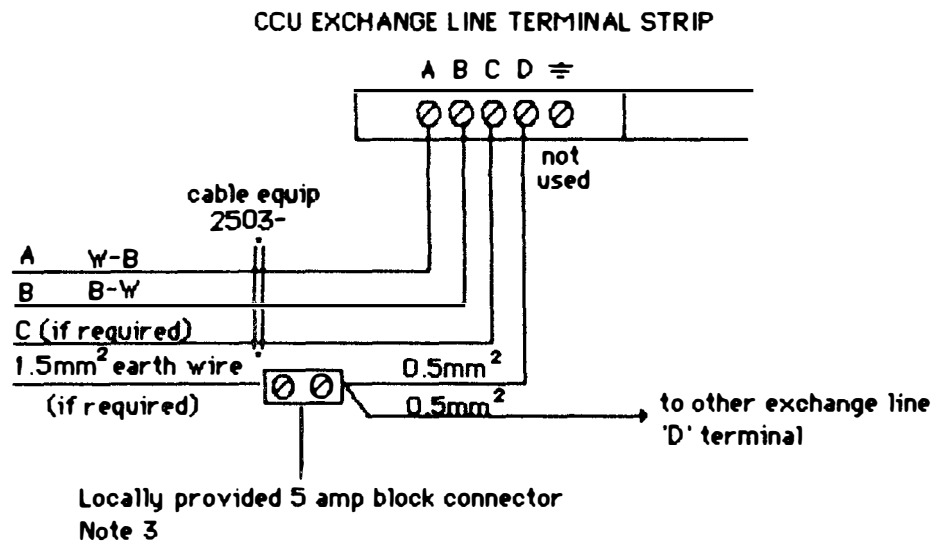 CCU EXCHANGE LINE TERMINAL STRIP
A B C D ⏚
not
used
cable equip
2503-
A W-B
B B-W
C (if required)
1.5mm² earth wire
(if required)
0.5mm²
0.5mm²
to other exchange line
'D' terminal
Locally provided 5 amp block connector
Note 3